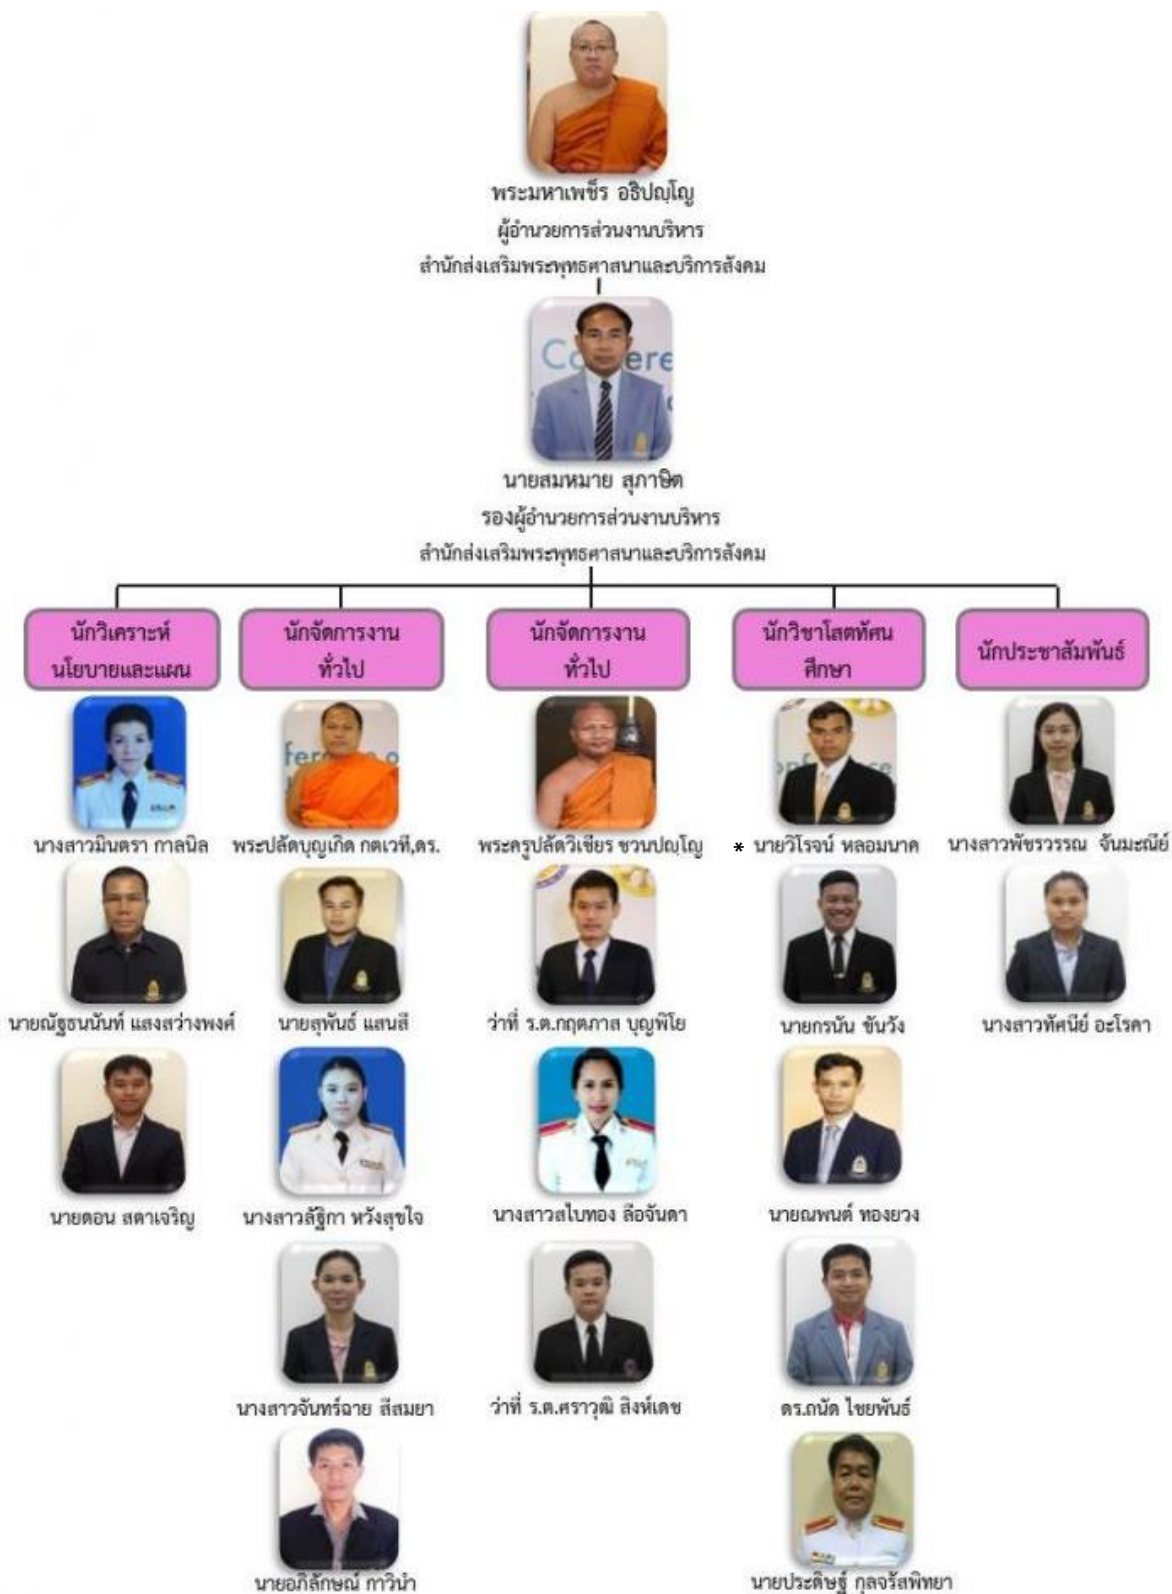 พระมหาเพชร อธิปญฺโญ
ผู้อำนวยการส่วนงานบริหาร
สำนักส่งเสริมพระพุทธศาสนาและบริการสังคม
นายสมหมาย สุภาษิต
รองผู้อำนวยการส่วนงานบริหาร
สำนักส่งเสริมพระพุทธศาสนาและบริการสังคม
นักวิเคราะห์
นโยบายและแผน
นักจัดการงาน
ทั่วไป
นักจัดการงาน
ทั่วไป
นักวิชาโสตทัศน
ศึกษา
นักประชาสัมพันธ์
นางสาวมินตรา กาลนิล
พระปลัดบุญเกิด กตเวที,ดร.
พระครูปลัดวิเชียร ชวนปญฺโญ
* นายวิโรจน์ หลอมนาค
นางสาวพัชรวรรณ จันมะณีย์
นายณัฐธนนันท์ แสงสว่างพงศ์
นายสุพันธ์ แสนสี
ว่าที่ ร.ต.กฤตภาส บุญพิโย
นายกรนัน ขันวัง
นางสาวทัศนีย์ อะโรคา
นายดอน สตาเจริญ
นางสาวลัฐิกา หวังสุขใจ
นางสาวสไบทอง ลือจันดา
นายณพนต์ ทองยวง
นางสาวจันทร์ฉาย สีสมยา
ว่าที่ ร.ต.ศราวุฒิ สิงห์เดช
ดร.ถนัด ไชยพันธ์
นายอภิลักษณ์ กาวินำ
นายประดิษฐ์ กุลจรัสพิทยา